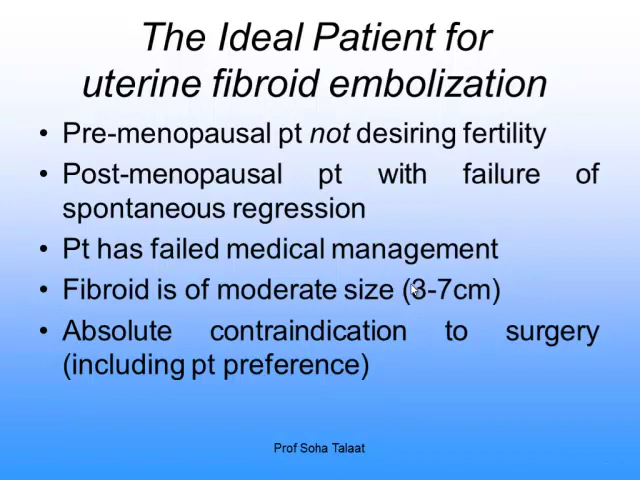 The Ideal Patient for
uterine fibroid embolization
• Pre-menopausal pt not desiring fertility
• Post-menopausal pt with failure of
spontaneous regression
• Pt has failed medical management
• Fibroid is of moderate size (3-7cm)
• Absolute contraindication to surgery
(including pt preference)
Prof Soha Talaat